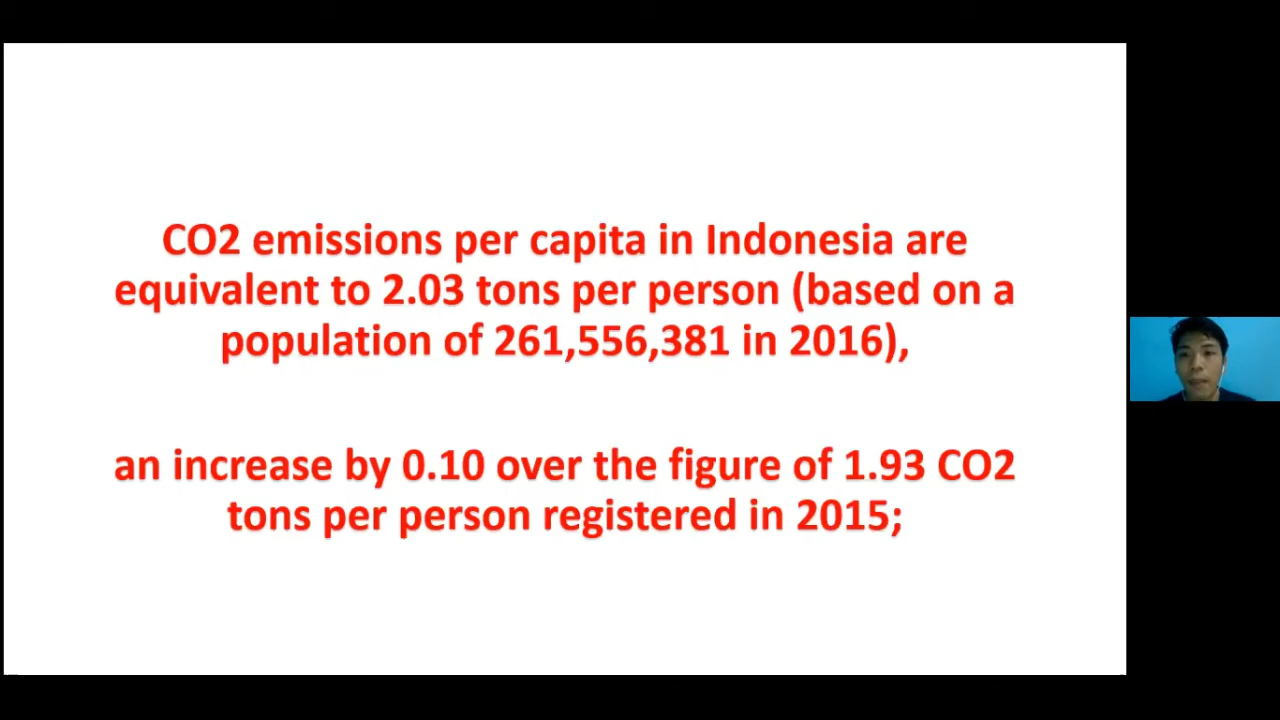 CO2 emissions per capita in Indonesia are
equivalent to 2.03 tons per person (based on a
population of 261,556,381 in 2016),
an increase by 0.10 over the figure of 1.93 CO2
tons per person registered in 2015;